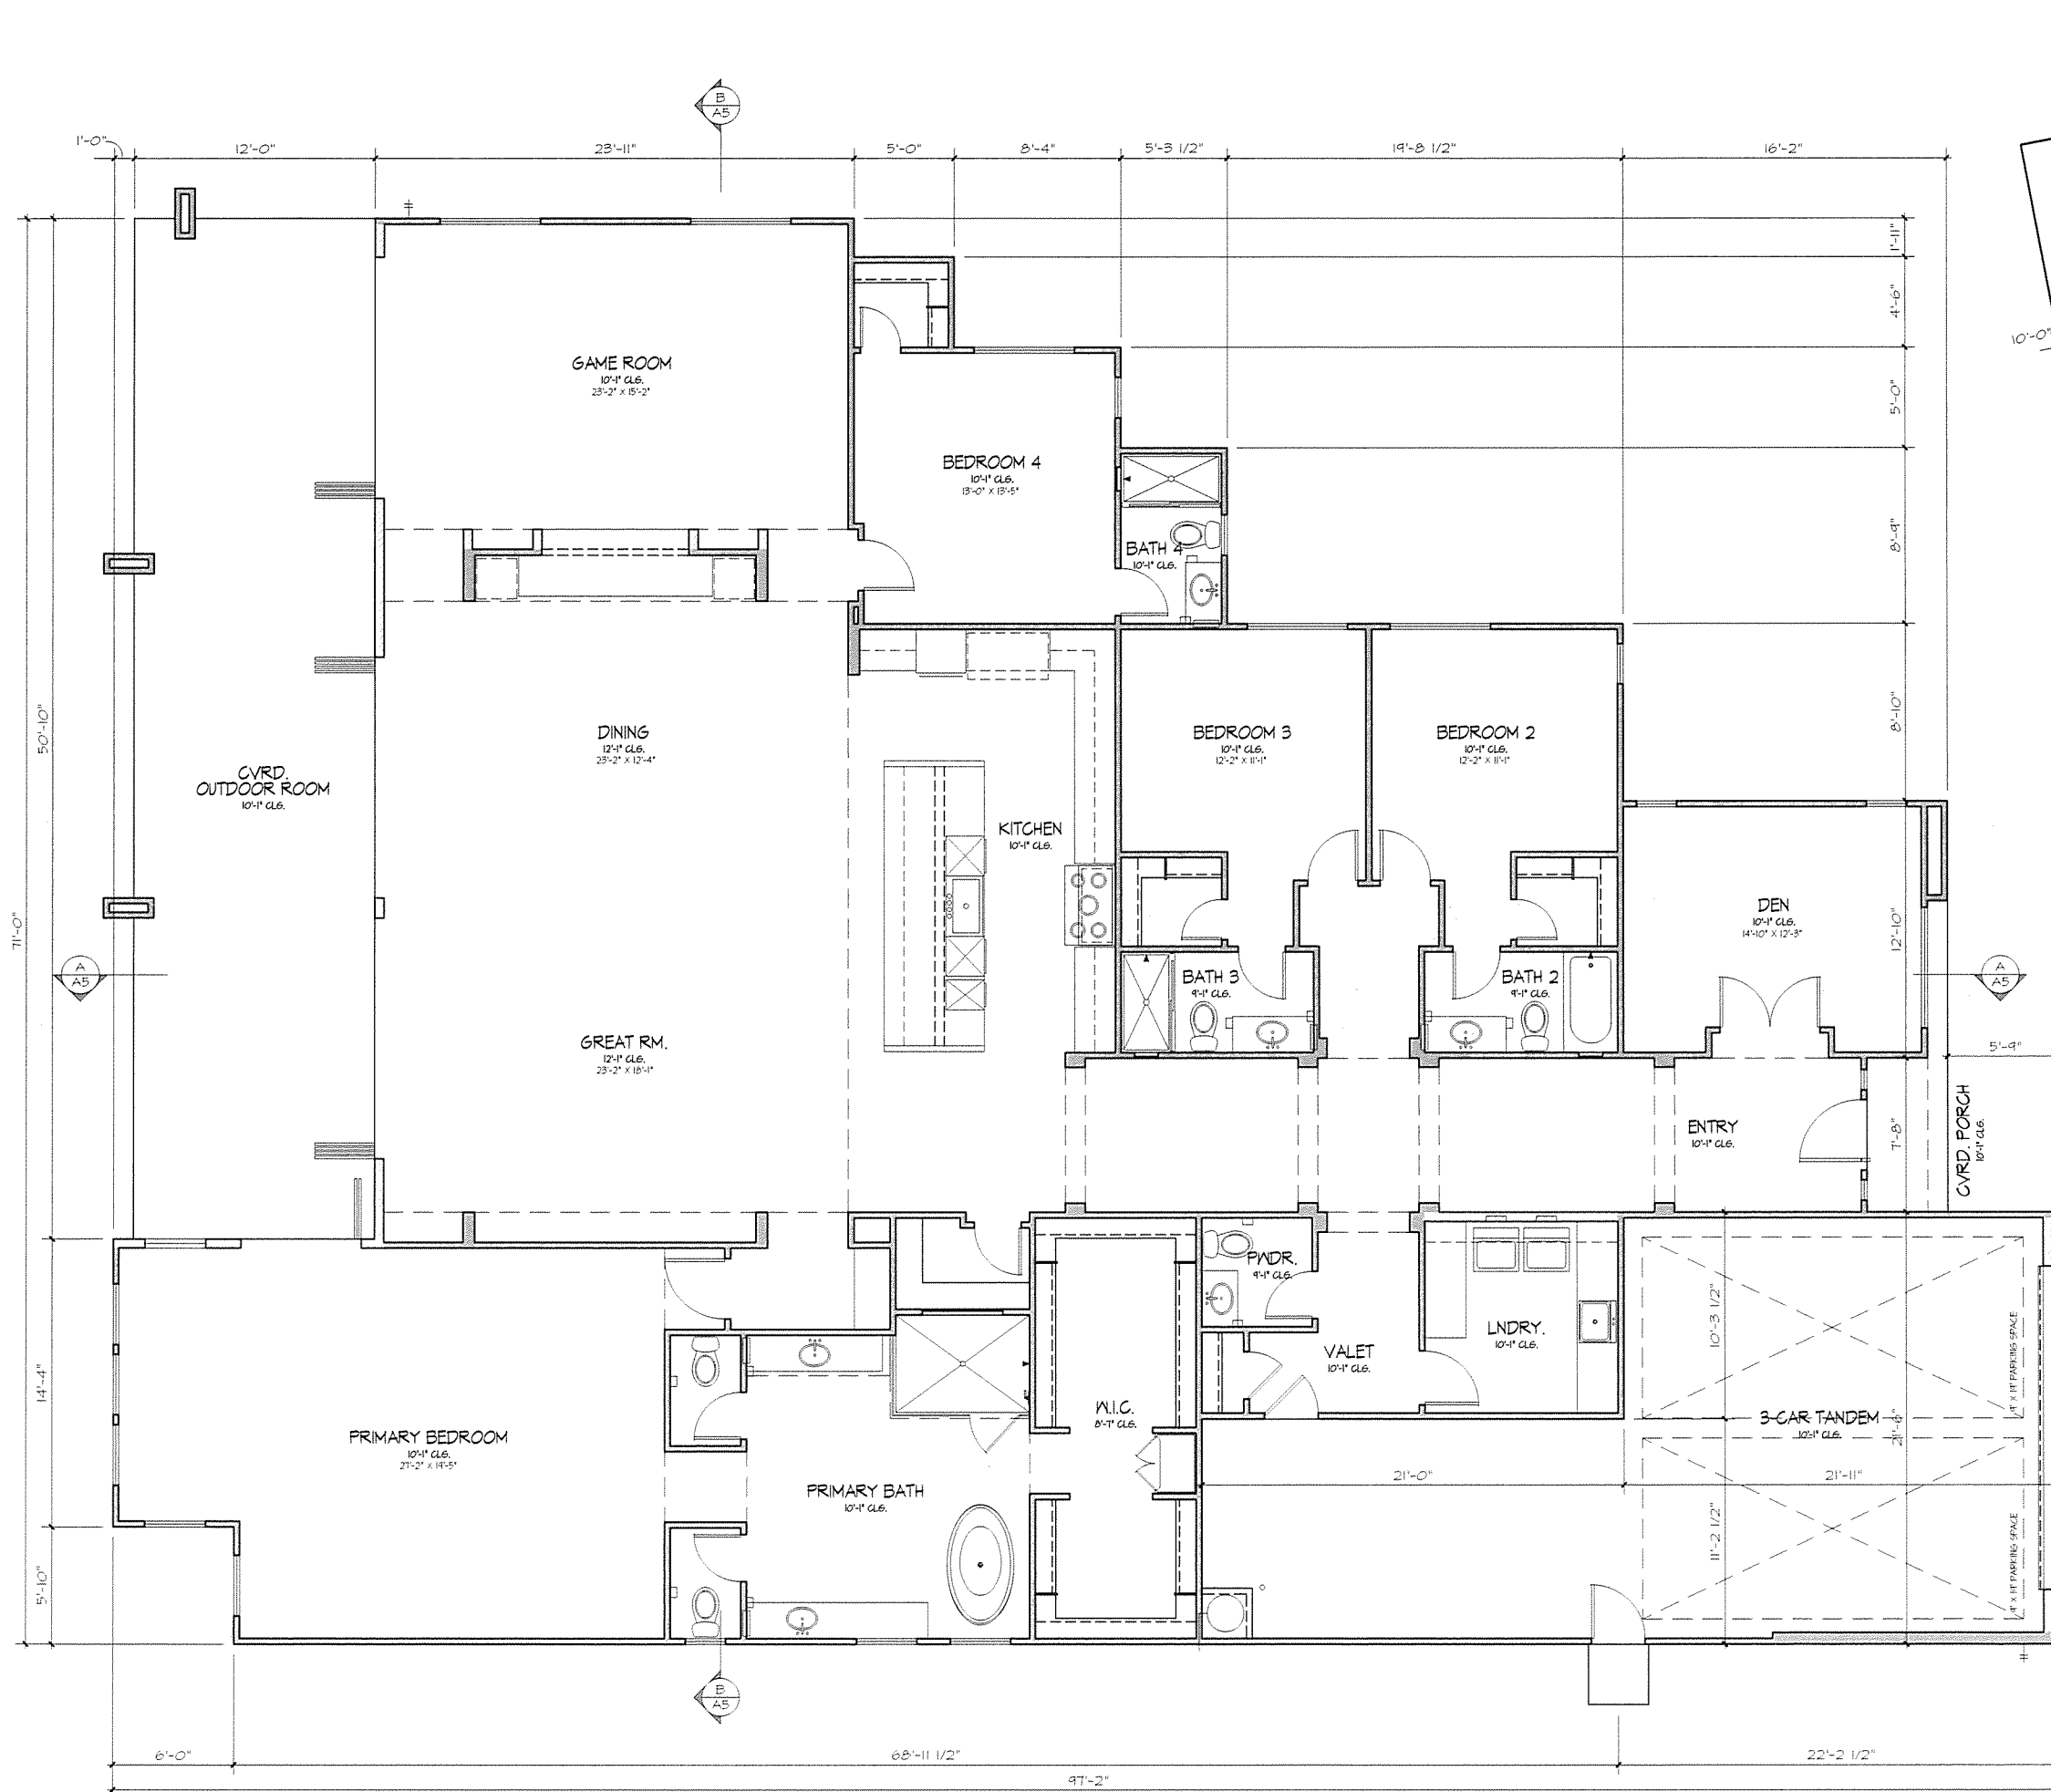 B
A5
1'-0"
12'-0"
23'-11"
5'-0"
8'-4"
5'-3 1/2"
19'-8 1/2"
16'-2"
1'-11"
4'-6"
10'-0"
GAME ROOM
10'-1" CLG.
23'-2" X 15'-2"
5'-0"
BEDROOM 4
10'-1" CLG.
13'-0" X 13'-5"
BATH 4
10'-1" CLG.
8'-9"
50'-10"
71'-0"
CVRD.
OUTDOOR ROOM
10'-1" CLG.
DINING
12'-1" CLG.
23'-2" X 12'-4"
KITCHEN
10'-1" CLG.
BEDROOM 3
10'-1" CLG.
12'-2" X 11'-1"
BEDROOM 2
10'-1" CLG.
12'-2" X 11'-1"
8'-10"
DEN
10'-1" CLG.
14'-10" X 12'-3"
12'-10"
A
A5
BATH 3
9'-1" CLG.
BATH 2
9'-1" CLG.
A
A5
GREAT RM.
12'-1" CLG.
23'-2" X 18'-1"
5'-9"
ENTRY
10'-1" CLG.
7'-8"
CVRD. PORCH
10'-1" CLG.
PWDR.
9'-1" CLG.
LNDRY.
10'-1" CLG.
VALET
10'-1" CLG.
10'-3 1/2"
9' X 19' PARKING SPACE
14'-4"
PRIMARY BEDROOM
10'-1" CLG.
27'-2" X 19'-5"
W.I.C.
8'-7" CLG.
3-CAR TANDEM
10'-1" CLG.
21'-6"
PRIMARY BATH
10'-1" CLG.
21'-0"
21'-11"
11'-2 1/2"
9' X 19' PARKING SPACE
5'-10"
B
A5
6'-0"
68'-11 1/2"
22'-2 1/2"
97'-2"